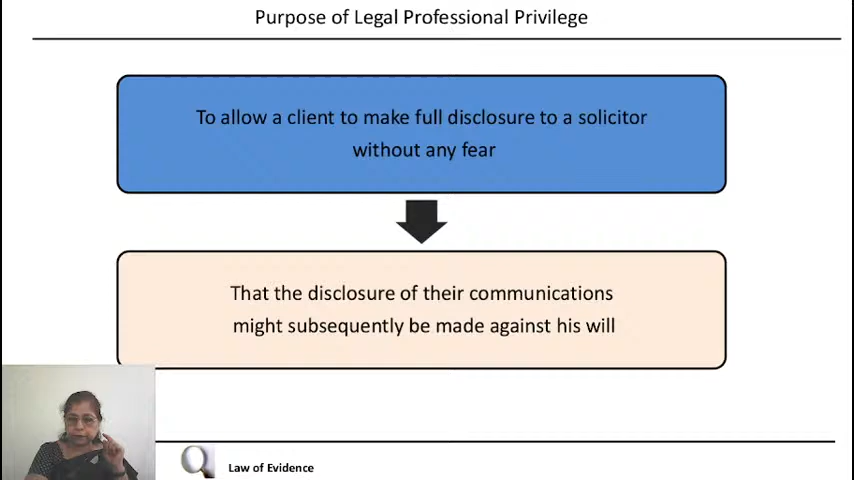 Purpose of Legal Professional Privilege
To allow a client to make full disclosure to a solicitor
without any fear
That the disclosure of their communications
might subsequently be made against his will
Law of Evidence